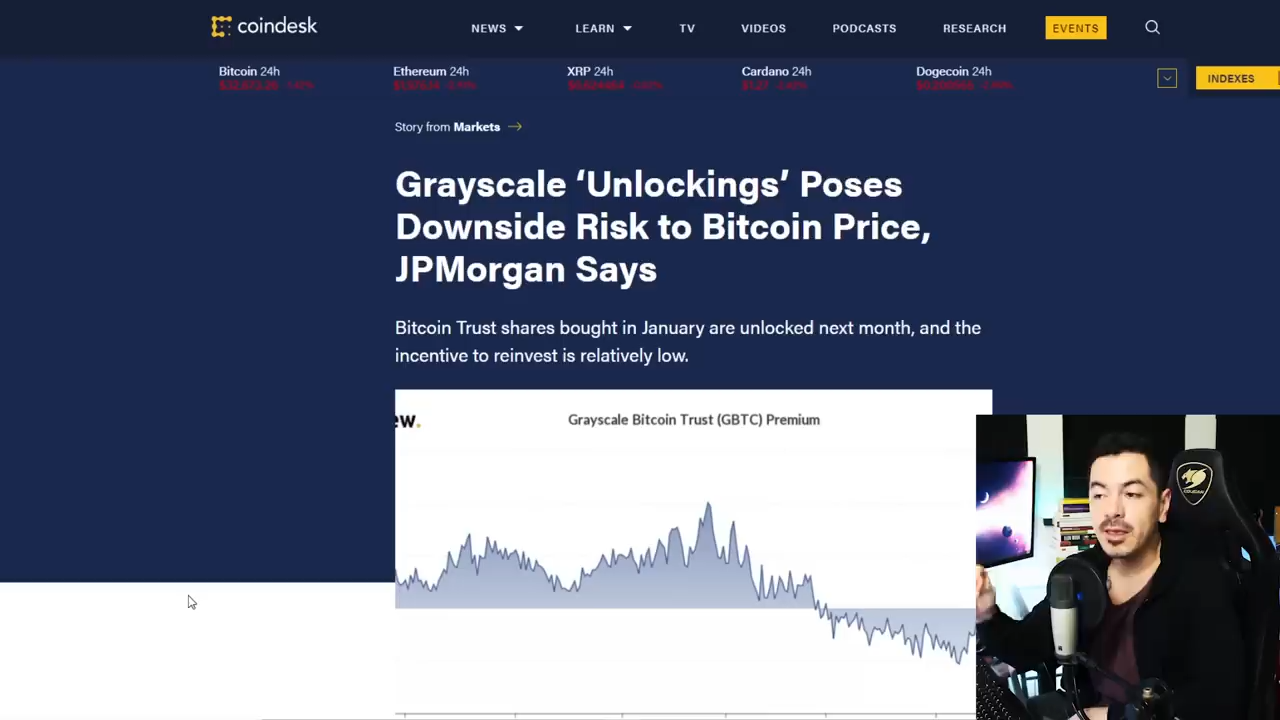 coindesk
NEWS
LEARN
TV
VIDEOS
PODCASTS
RESEARCH
EVENTS
Bitcoin 24h
Ethereum 24h
XRP 24h
Cardano 24h
Dogecoin 24h
INDEXES
Story from Markets
Grayscale ‘Unlockings’ Poses
Downside Risk to Bitcoin Price,
JPMorgan Says
Bitcoin Trust shares bought in January are unlocked next month, and the
incentive to reinvest is relatively low.
ew.
Grayscale Bitcoin Trust (GBTC) Premium